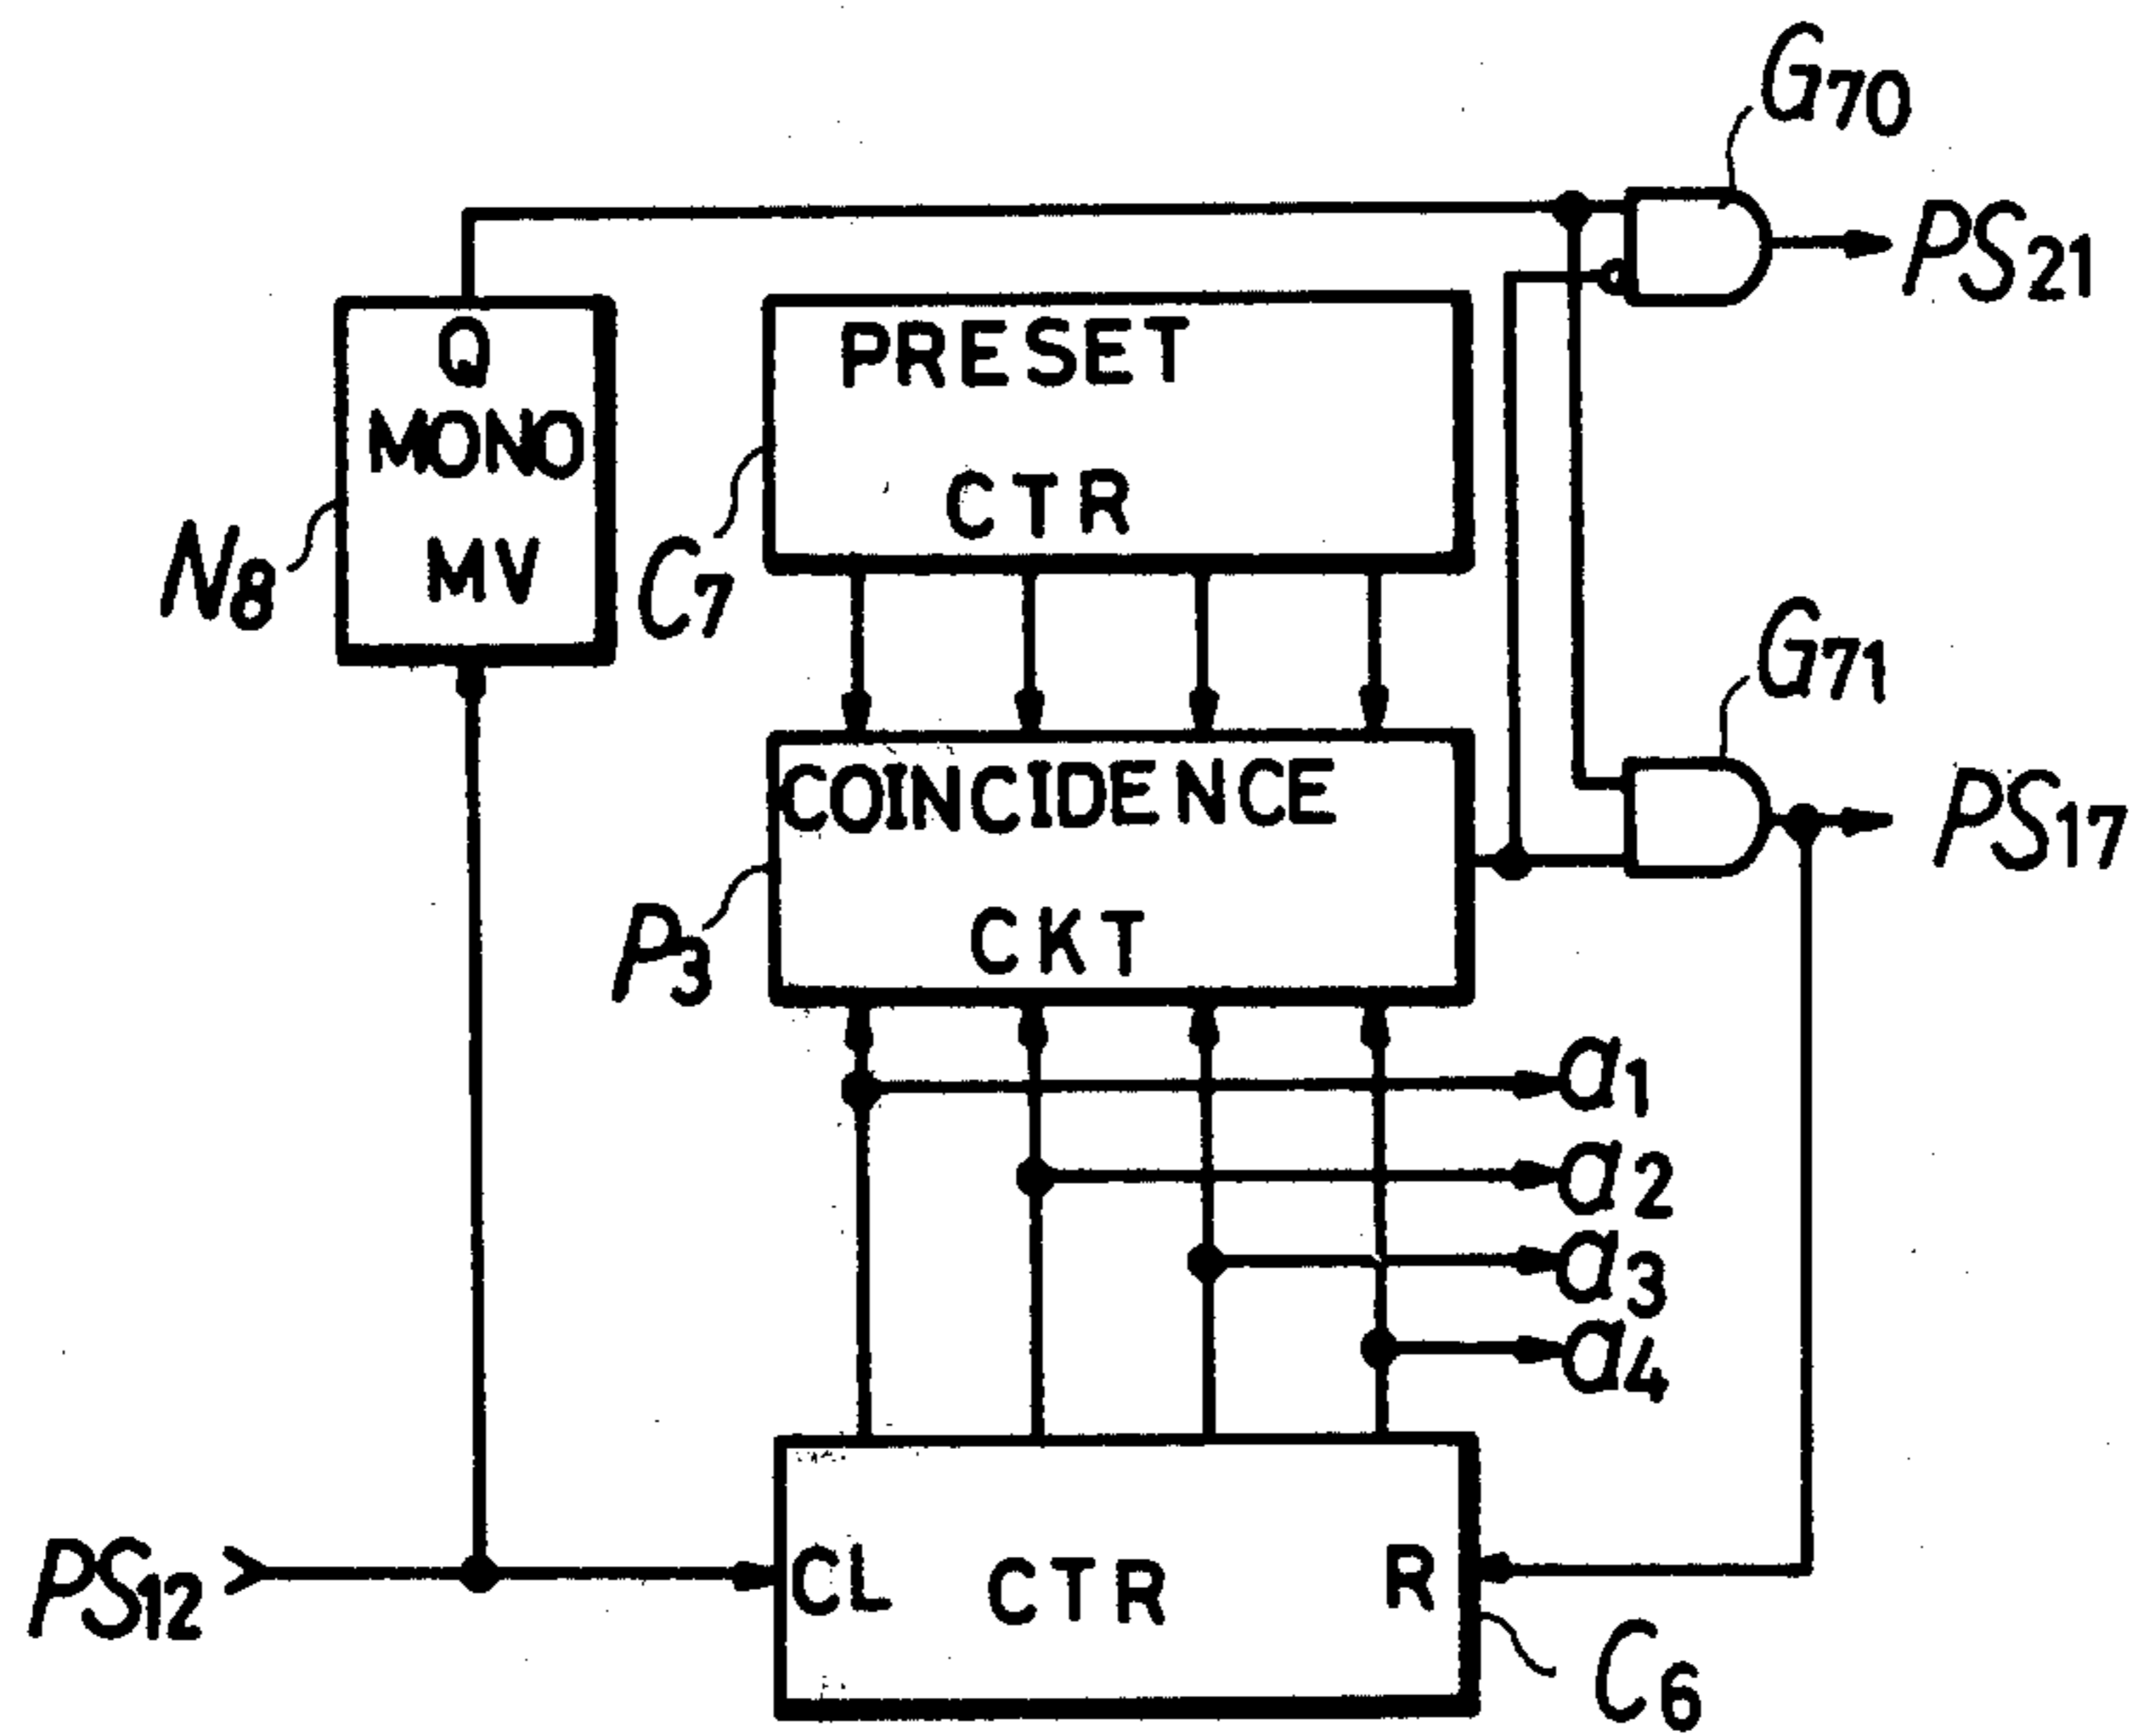 G70
PS21
Q
MONO
MV
N8
PRESET
CTR
C7
G71
PS17
COINCIDENCE
CKT
P3
a1
a2
a3
a4
PS12
CL CTR R
C6